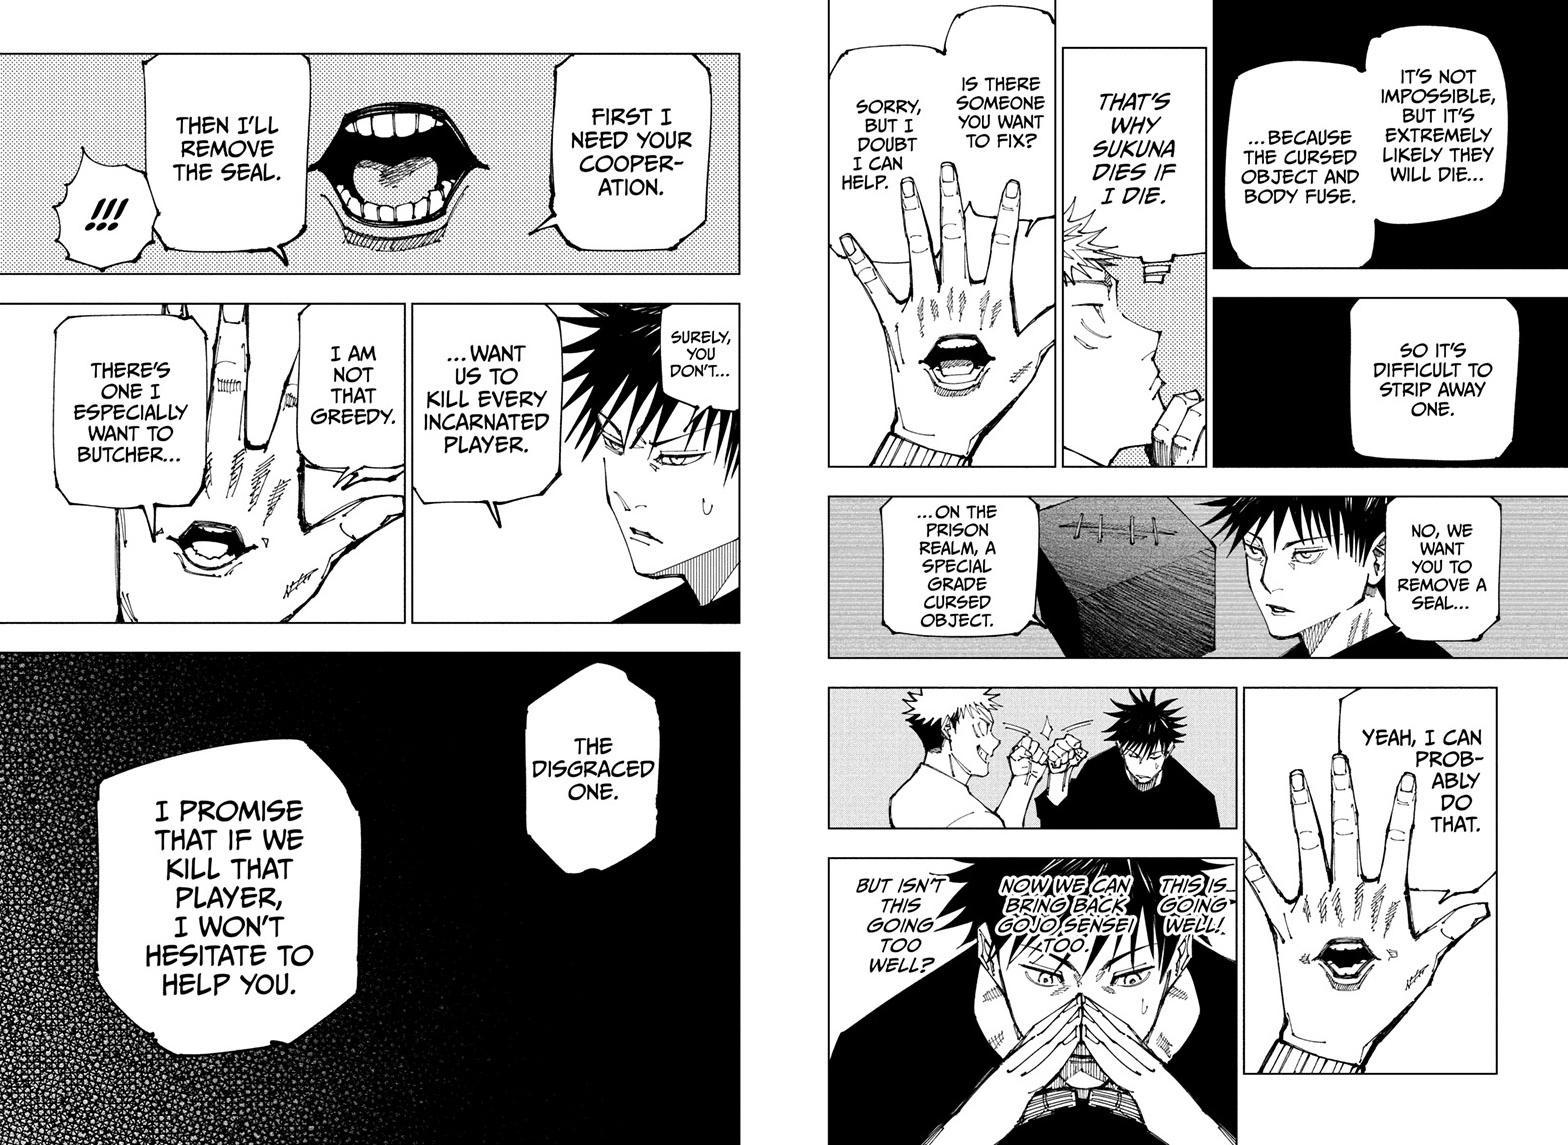 IT'S NOT
IMPOSSIBLE,
BUT IT'S
EXTREMELY
LIKELY THEY
WILL DIE...
...BECAUSE
THE CURSED
OBJECT AND
BODY FUSE.
SO IT'S
DIFFICULT TO
STRIP AWAY
ONE.
THAT'S
WHY
SUKUNA
DIES IF
I DIE.
IS THERE
SOMEONE
YOU WANT
TO FIX?
SORRY,
BUT I
DOUBT
I CAN
HELP.
NO, WE
WANT
YOU TO
REMOVE A
SEAL...
...ON THE
PRISON
REALM, A
SPECIAL
GRADE
CURSED
OBJECT.
YEAH, I CAN
PROB-
ABLY
DO
THAT.
THIS IS
GOING
WELL!
NOW WE CAN
BRING BACK
GOJO SENSEI
TOO.
BUT ISN'T
THIS
GOING
TOO
WELL?
FIRST I
NEED YOUR
COOPER-
ATION.
THEN I'LL
REMOVE
THE SEAL.
!!!
SURELY,
YOU
DON'T...
...WANT
US TO
KILL EVERY
INCARNATED
PLAYER.
I AM
NOT
THAT
GREEDY.
THERE'S
ONE I
ESPECIALLY
WANT TO
BUTCHER...
THE
DISGRACED
ONE.
I PROMISE
THAT IF WE
KILL THAT
PLAYER,
I WON'T
HESITATE TO
HELP YOU.